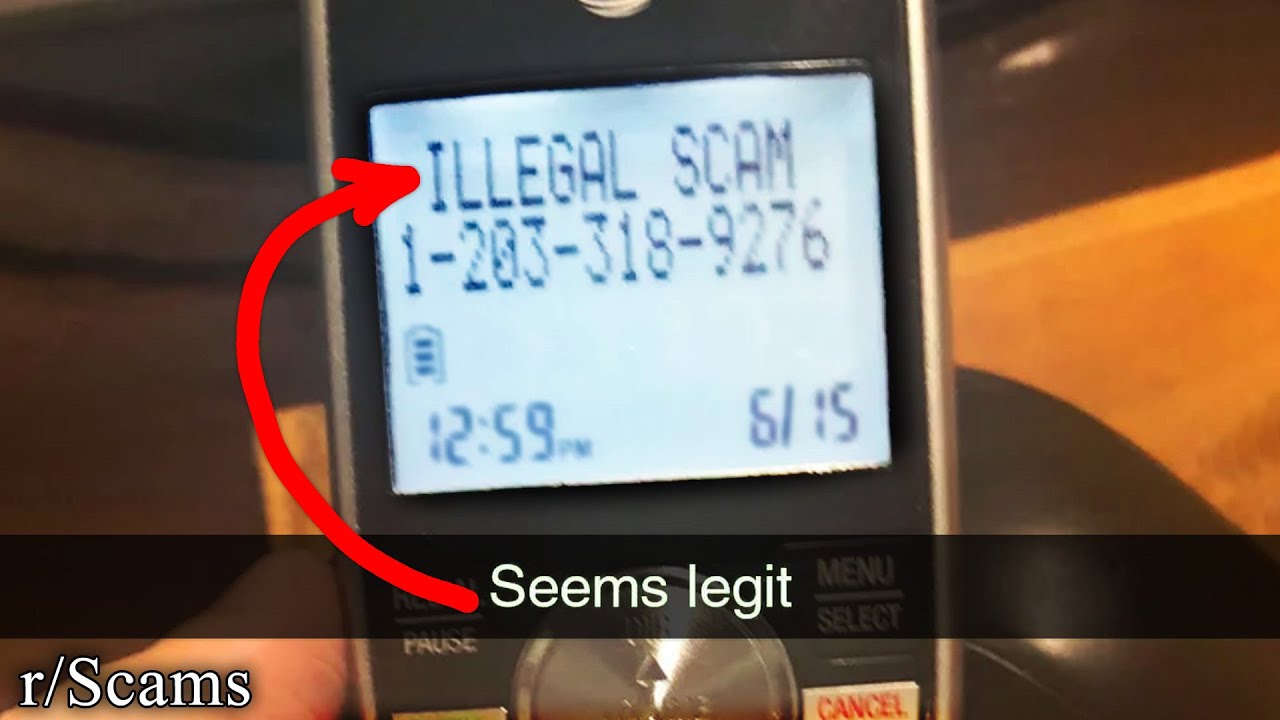 ILLEGAL SCAM
1-203-318-9276
12:59PM
6/15
Seems legit
MENU
SELECT
PAUSE
CANCEL
r/Scams